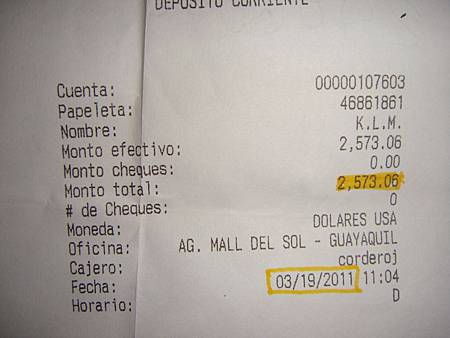 DEPOSITO CORRIENTE
Cuenta: 00000107603
Papeleta: 46861861
Nombre: K.L.M.
Monto efectivo: 2,573.06
Monto cheques: 0.00
Monto total: 2,573.06
# de Cheques: 0
Moneda: DOLARES USA
Oficina: AG. MALL DEL SOL - GUAYAQUIL
Cajero: corderoj
Fecha: 03/19/2011 11:04
Horario: D